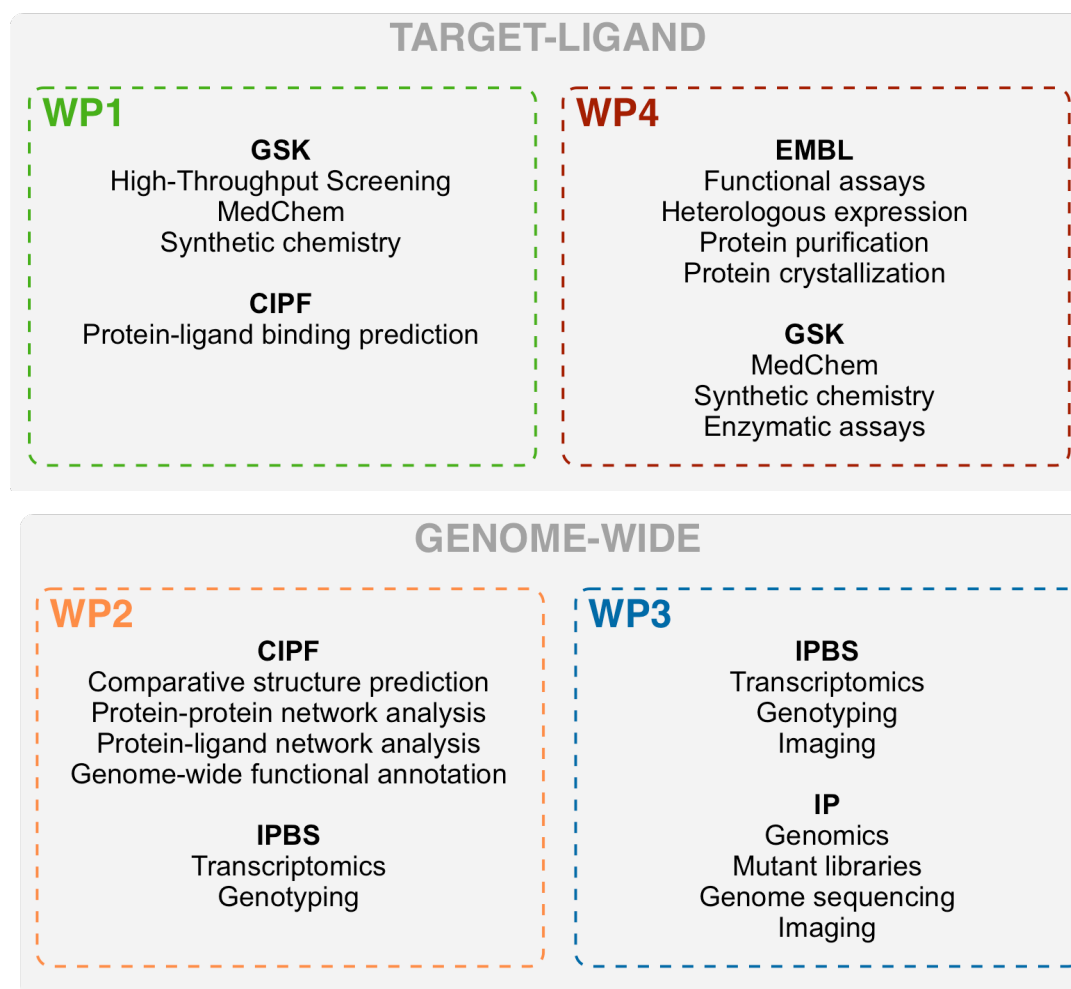 TARGET-LIGAND
WP1
GSK
High-Throughput Screening
MedChem
Synthetic chemistry
CIPF
Protein-ligand binding prediction
WP4
EMBL
Functional assays
Heterologous expression
Protein purification
Protein crystallization
GSK
MedChem
Synthetic chemistry
Enzymatic assays
GENOME-WIDE
WP2
CIPF
Comparative structure prediction
Protein-protein network analysis
Protein-ligand network analysis
Genome-wide functional annotation
IPBS
Transcriptomics
Genotyping
WP3
IPBS
Transcriptomics
Genotyping
Imaging
IP
Genomics
Mutant libraries
Genome sequencing
Imaging